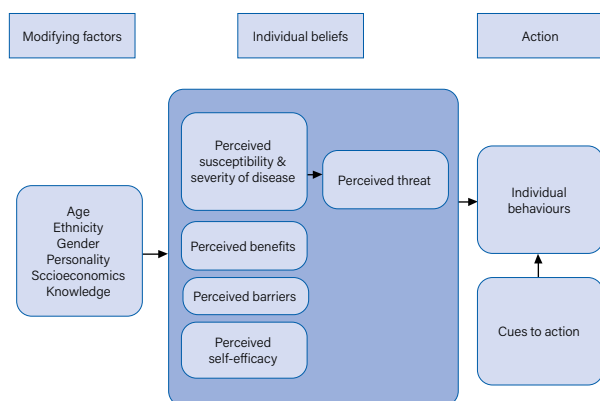 Modifying factors
Individual beliefs
Action
Age
Ethnicity
Gender
Personality
Sccioeconomics
Knowledge
Perceived
susceptibility &
severity of disease
Perceived threat
Perceived benefits
Perceived barriers
Perceived
self-efficacy
Individual
behaviours
Cues to action